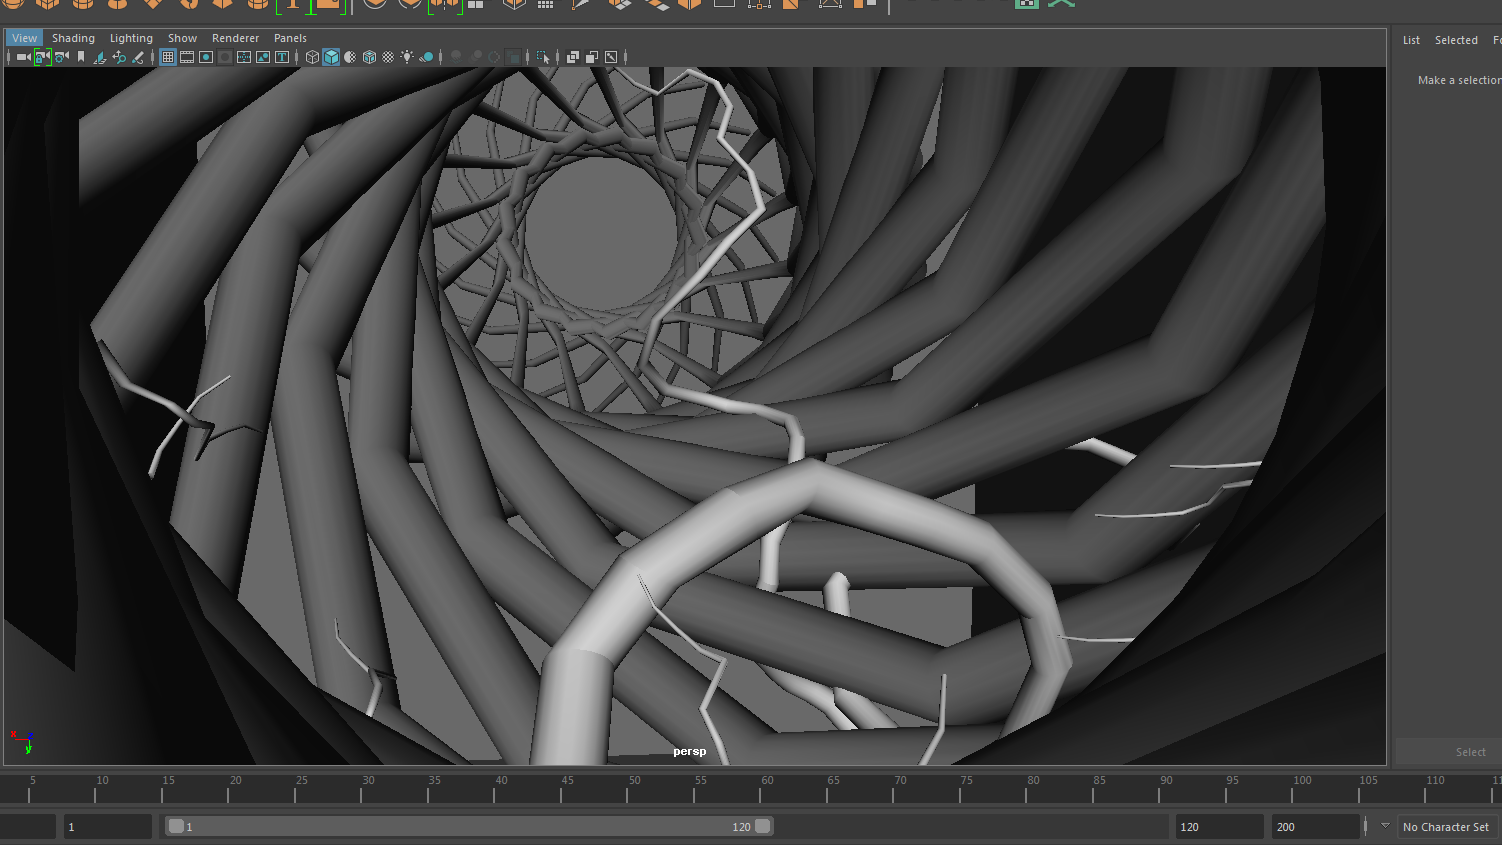 View Shading Lighting Show Renderer Panels
List Selected
Make a selection
persp
x z
y
Select
5 10 15 20 25 30 35 40 45 50 55 60 65 70 75 80 85 90 95 100 105 110
1 1 120 120 200 No Character Set